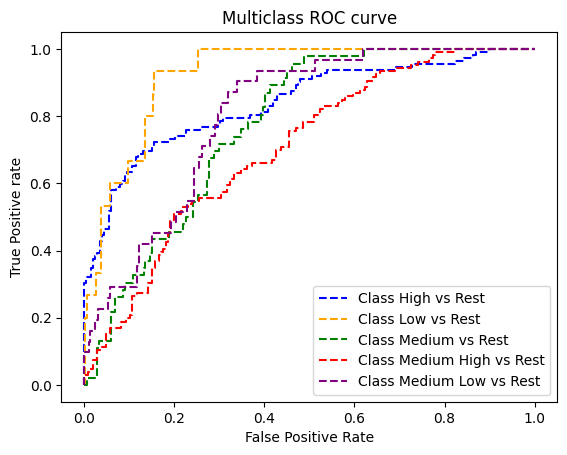 Multiclass ROC curve
True Positive rate
1.0
0.8
0.6
0.4
0.2
0.0
Class High vs Rest
Class Low vs Rest
Class Medium vs Rest
Class Medium High vs Rest
Class Medium Low vs Rest
0.0 0.2 0.4 0.6 0.8 1.0
False Positive Rate